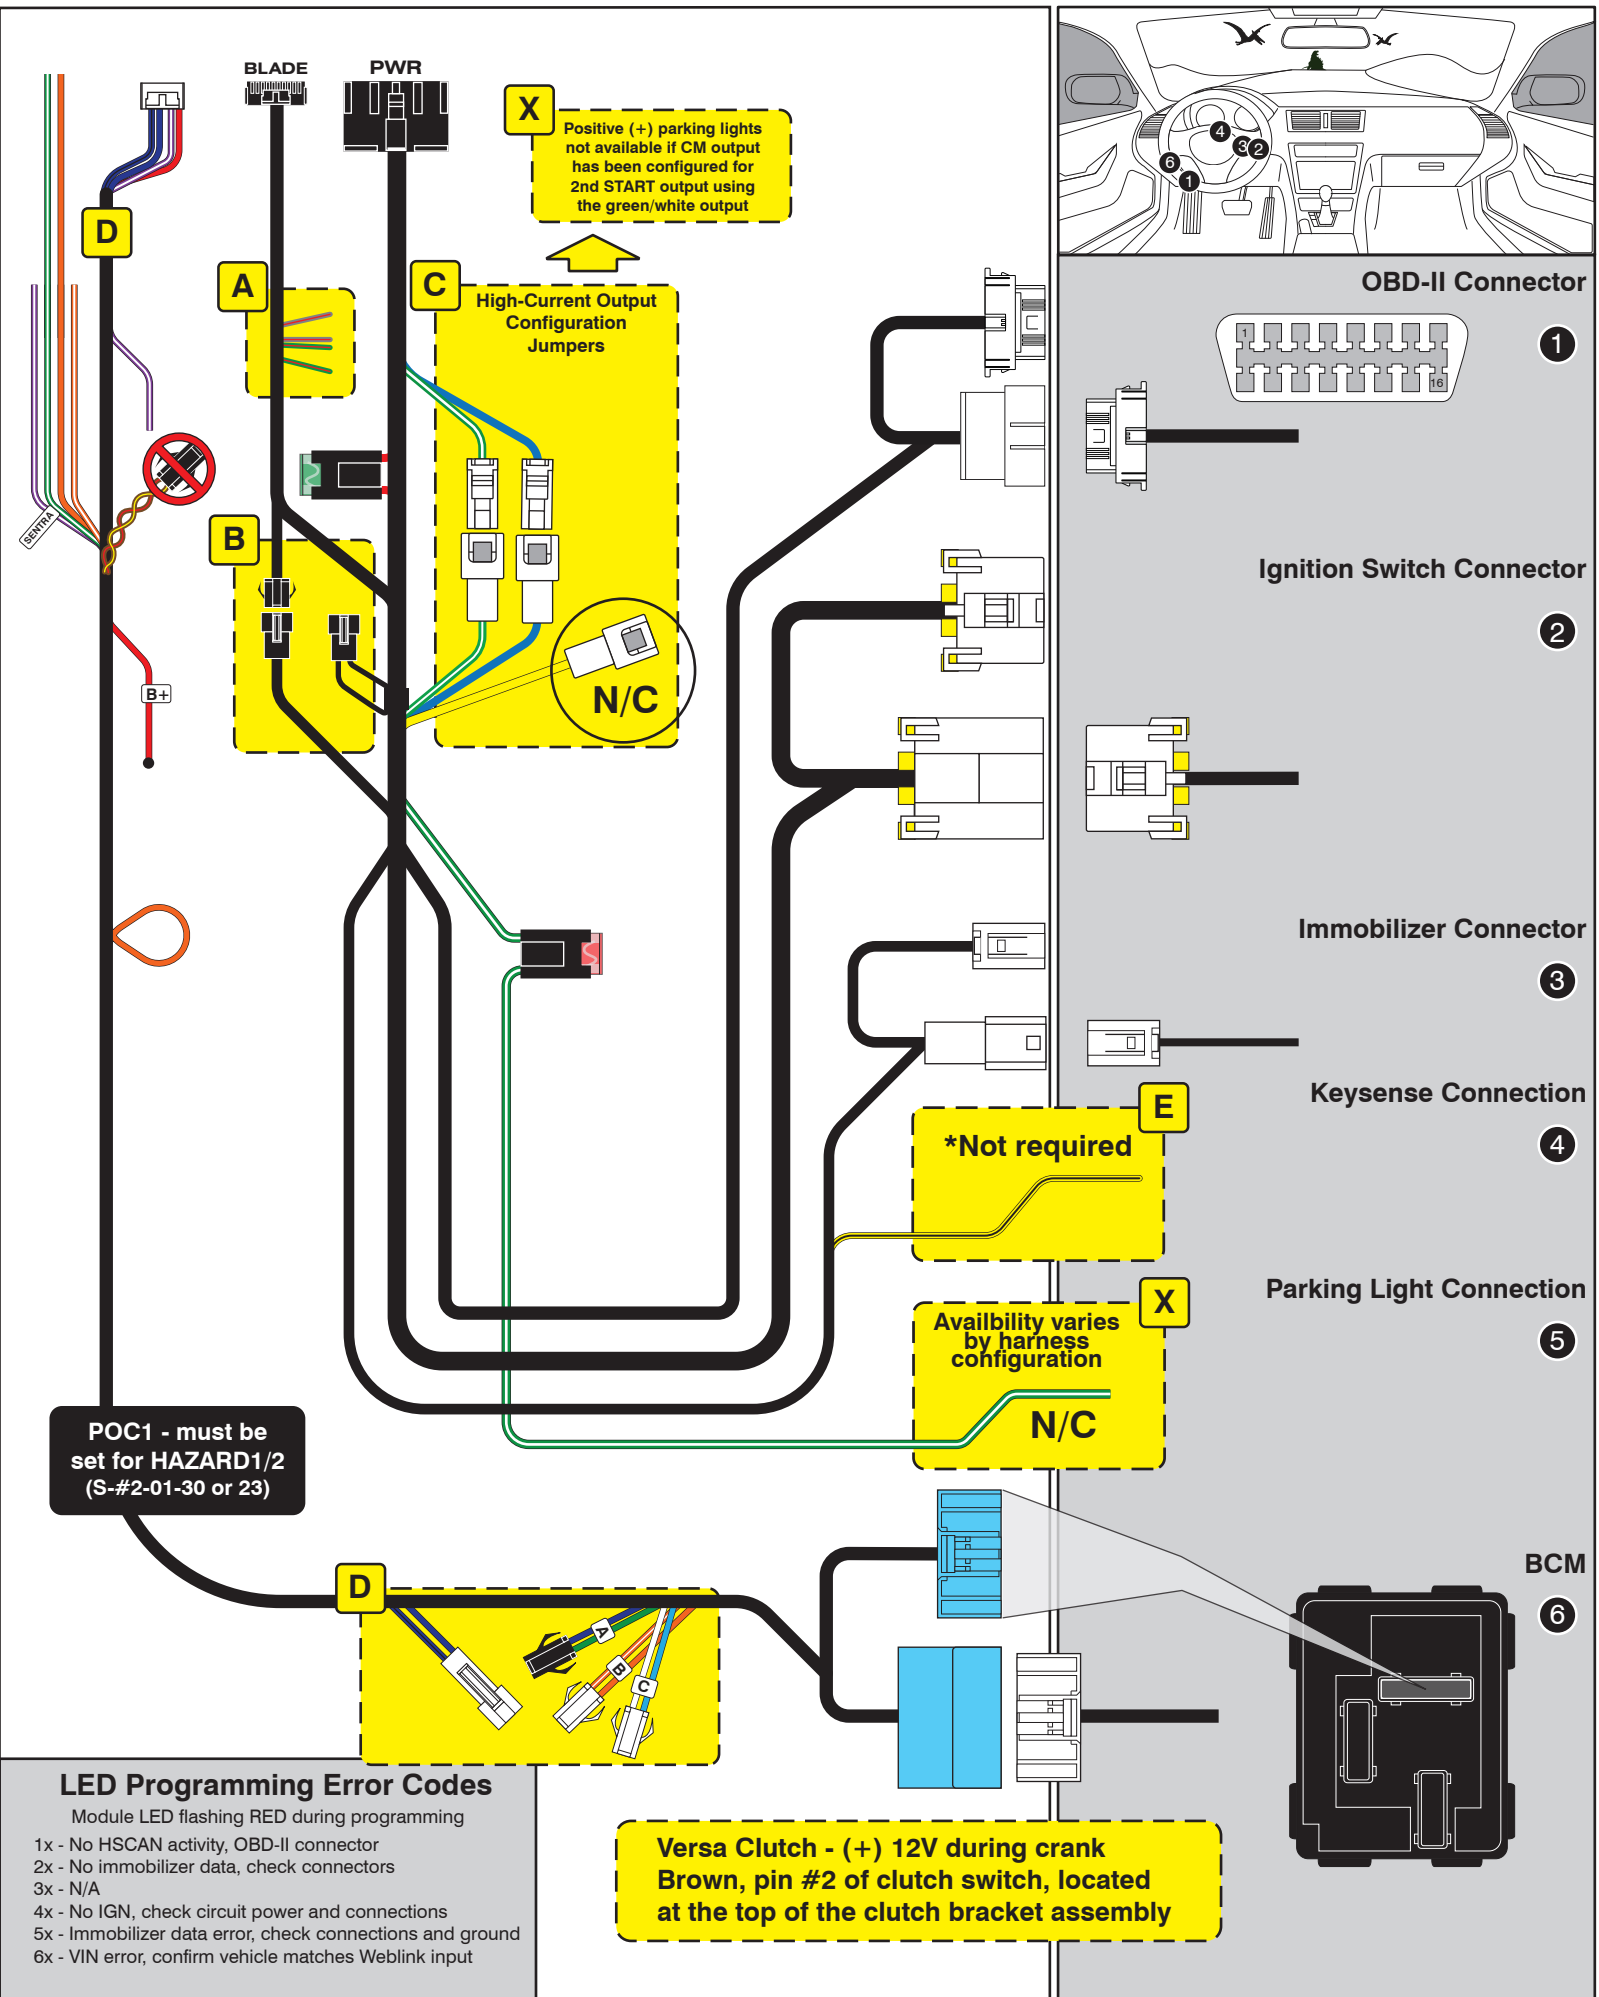 BLADE
PWR
X
Positive (+) parking lights
not available if CM output
has been configured for
2nd START output using
the green/white output
4
3
2
6
1
D
A
C
High-Current Output
Configuration
Jumpers
OBD-II Connector
1
1
16
SENTRA
B
B+
N/C
Ignition Switch Connector
2
Immobilizer Connector
3
Keysense Connection
4
E
*Not required
Parking Light Connection
5
X
Availbility varies
by harness
configuration
N/C
POC1 - must be
set for HAZARD1/2
(S-#2-01-30 or 23)
D
A
B
C
BCM
6
LED Programming Error Codes
Module LED flashing RED during programming
1x - No HSCAN activity, OBD-II connector
2x - No immobilizer data, check connectors
3x - N/A
4x - No IGN, check circuit power and connections
5x - Immobilizer data error, check connections and ground
6x - VIN error, confirm vehicle matches Weblink input
Versa Clutch - (+) 12V during crank
Brown, pin #2 of clutch switch, located
at the top of the clutch bracket assembly